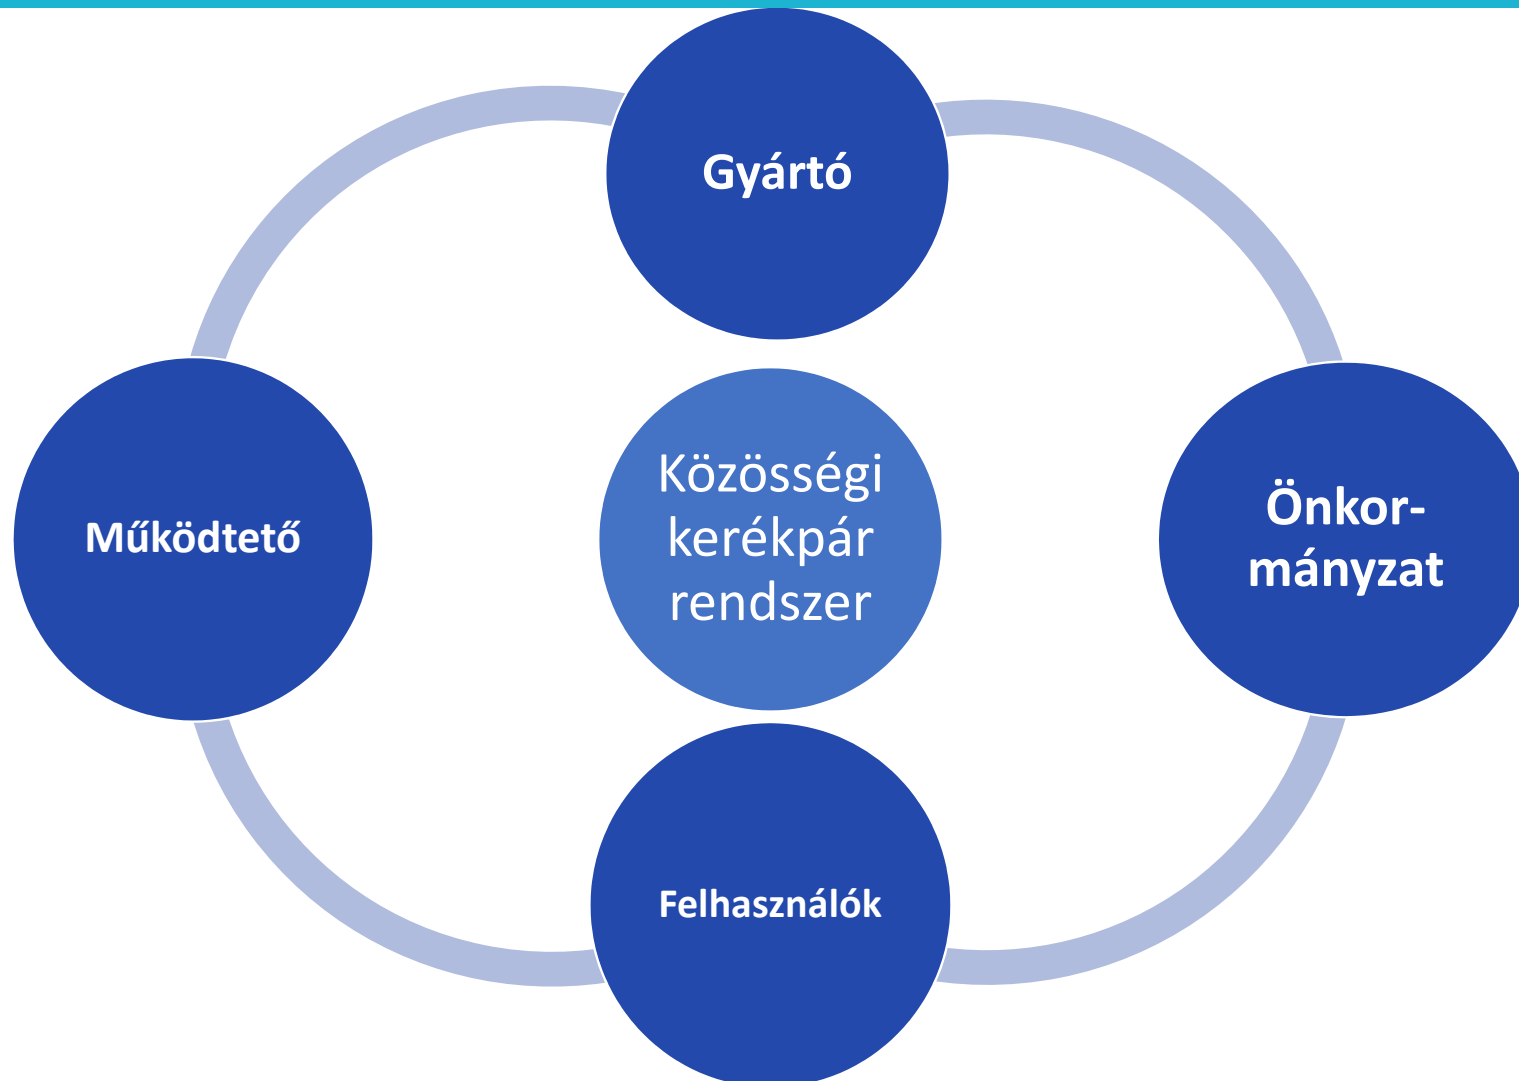 Gyártó
Működtető
Közösségi
kerékpár
rendszer
Önkor-
mányzat
Felhasználók